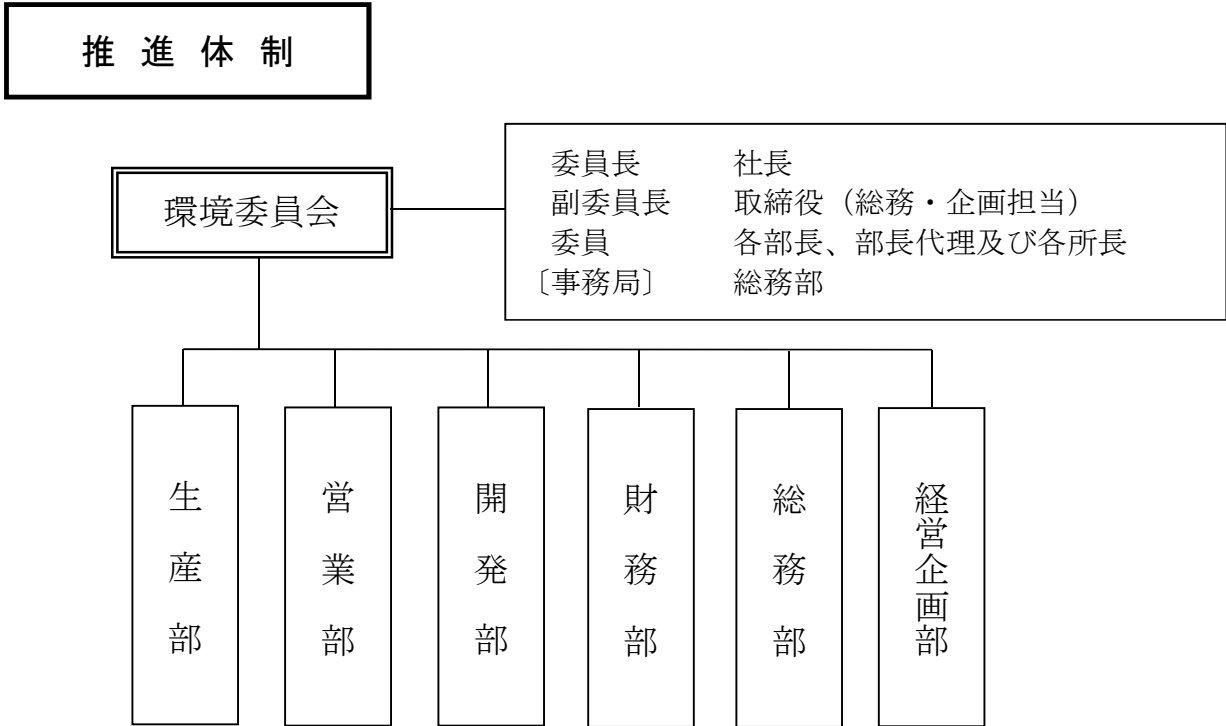 推進体制
環境委員会
委員長 社長
副委員長 取締役（総務・企画担当）
委員 各部長、部長代理及び各所長
〔事務局〕 総務部
生産部
営業部
開発部
財務部
総務部
経営企画部